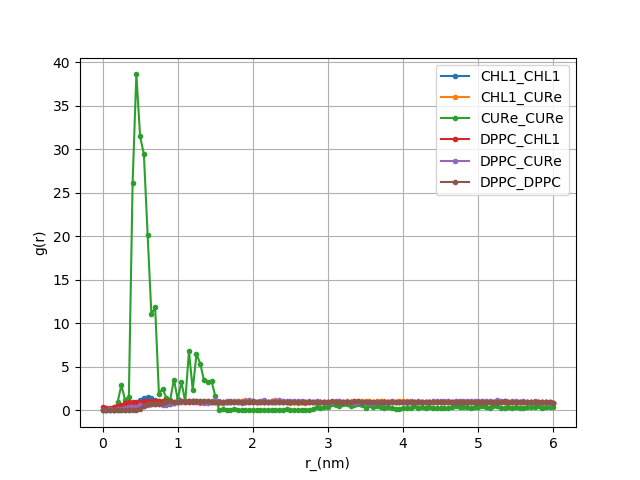 40
35
30
25
20
15
10
5
0
g(r)
0
1
2
3
4
5
6
r_(nm)
CHL1_CHL1
CHL1_CURe
CURe_CURe
DPPC_CHL1
DPPC_CURe
DPPC_DPPC